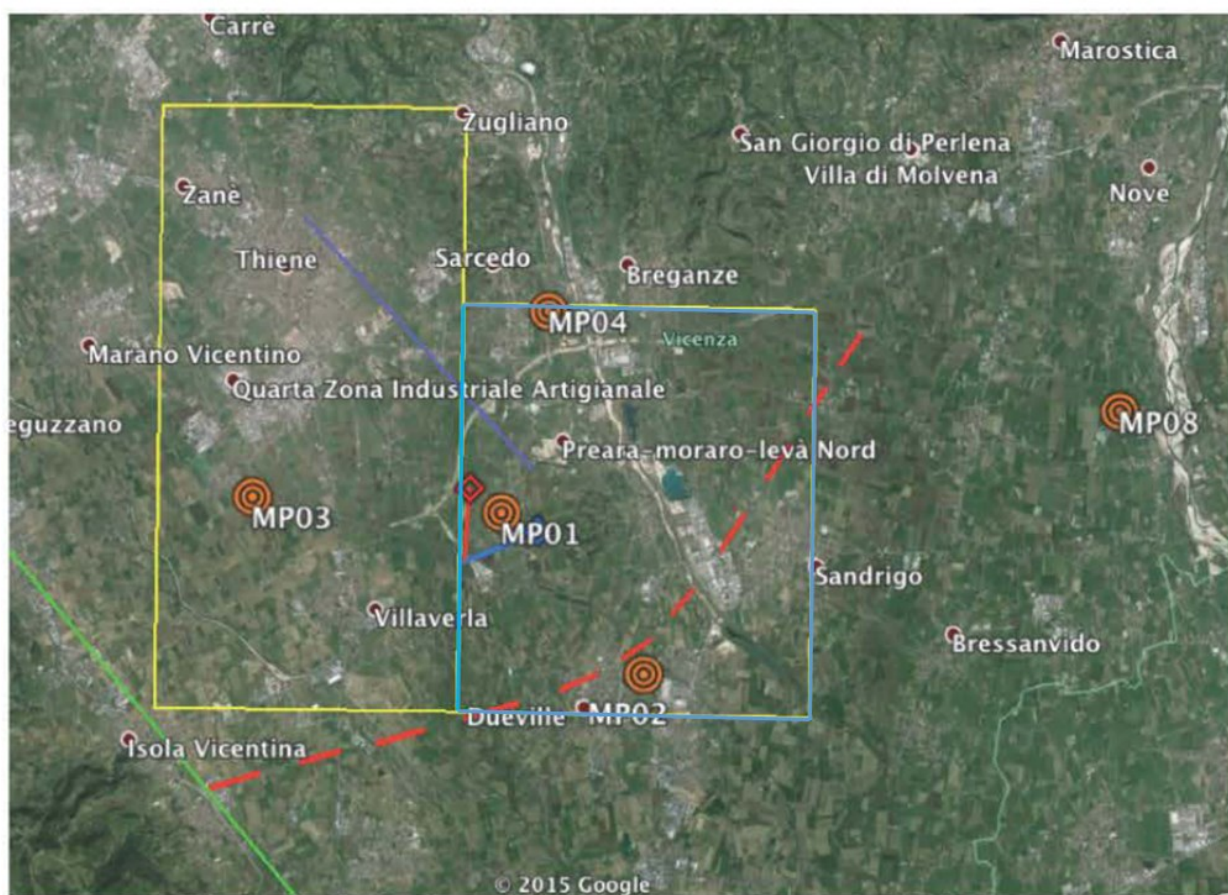 Carrè
Marostica
Zugliano
San Giorgio di Perlena
Villa di Molvena
Zanè
Nove
Thiene
Sarcedo
Breganze
MP04
Vicenza
Marano Vicentino
Quarta Zona Industriale Artigianale
eguzzano
MP08
Preara-moraro-levà Nord
MP03
MP01
Sandrigo
Villaverla
Bressanvido
Dueville
MP02
Isola Vicentina
© 2015 Google